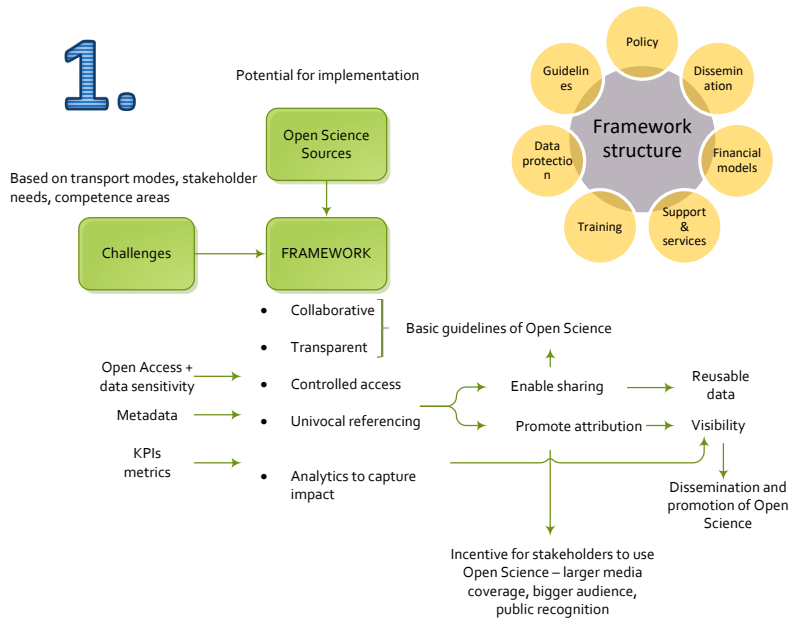 1.
Potential for implementation
Open Science
Sources
Based on transport modes, stakeholder
needs, competence areas
Challenges
FRAMEWORK
• Collaborative
• Transparent
Basic guidelines of Open Science
Open Access +
data sensitivity
• Controlled access
Enable sharing
Reusable
data
Metadata
• Univocal referencing
Promote attribution
Visibility
KPIs
metrics
• Analytics to capture
impact
Dissemination and
promotion of Open
Science
Incentive for stakeholders to use
Open Science – larger media
coverage, bigger audience,
public recognition
Framework
structure
Policy
Dissemin
ation
Financial
models
Support
&
services
Training
Data
protectio
n
Guidelin
es